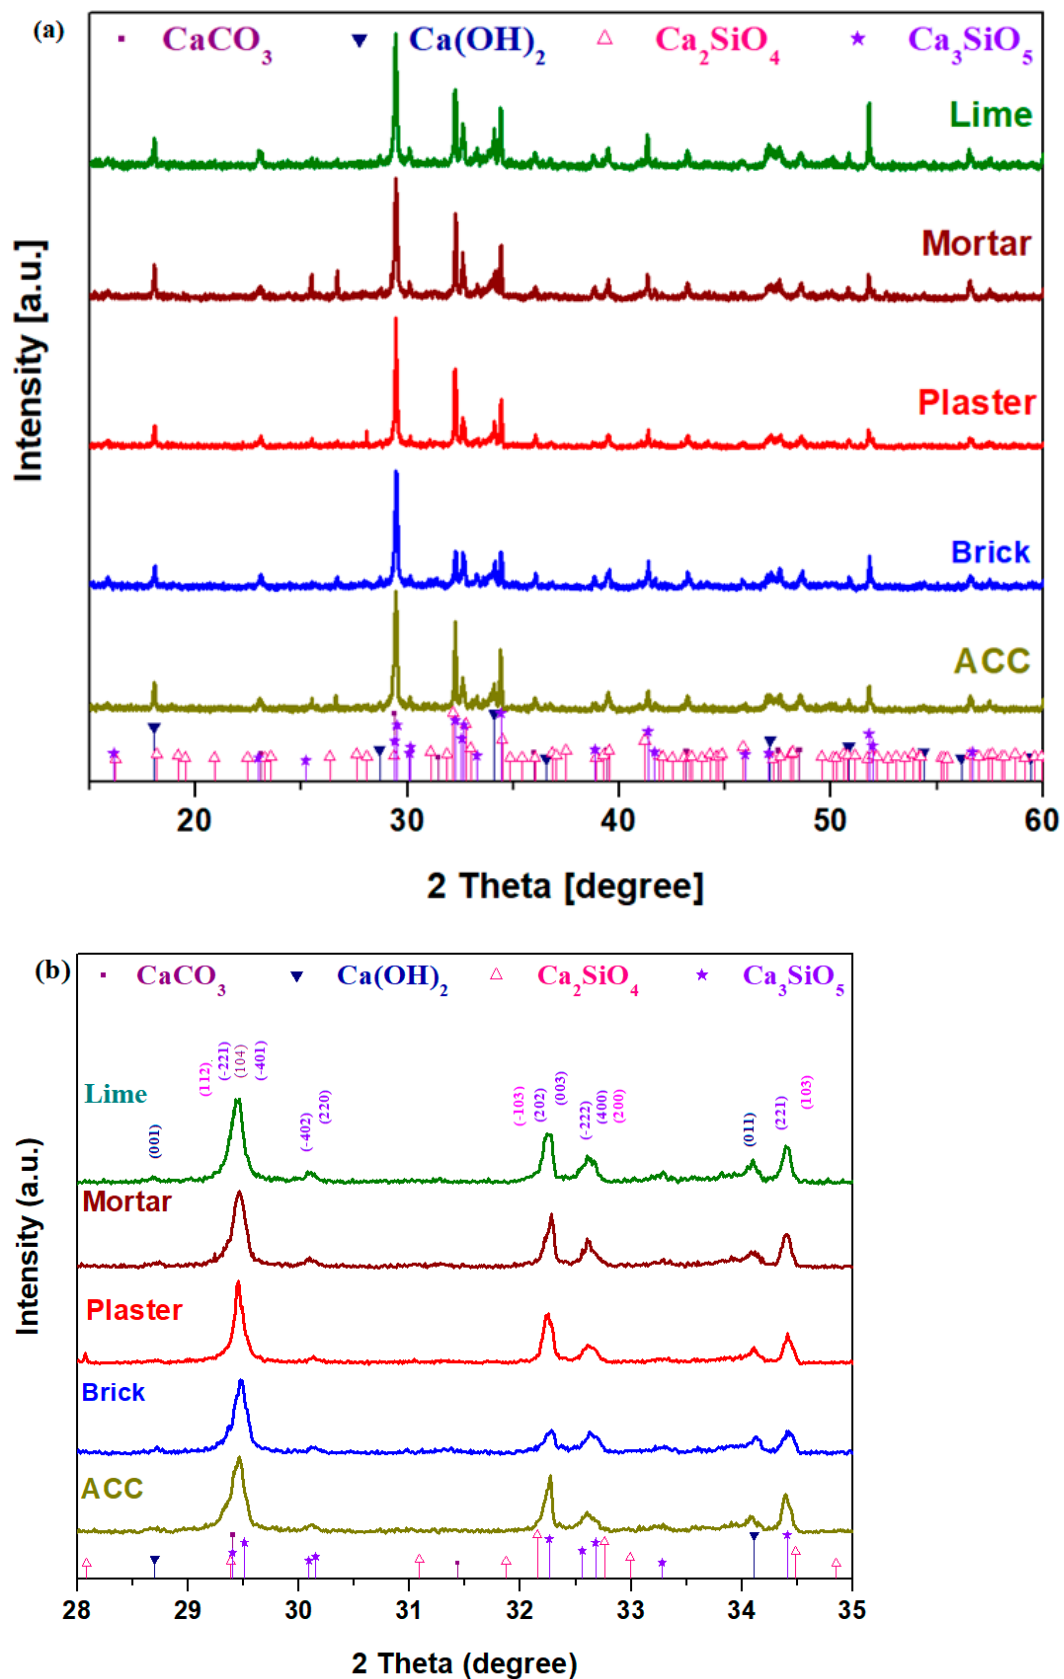 (a) CaCO3 Ca(OH)2 Ca2SiO4 Ca3SiO5
Lime
Mortar
Plaster
Brick
ACC
Intensity [a.u.]
20 30 40 50 60
2 Theta [degree]
(b) CaCO3 Ca(OH)2 Ca2SiO4 Ca3SiO5
(001) (112) (-221) (104) (-401) (-402) (220) (-103) (202) (003) (-222) (400) (200) (011) (221) (103)
Lime
Mortar
Plaster
Brick
ACC
Intensity (a.u.)
28 29 30 31 32 33 34 35
2 Theta (degree)